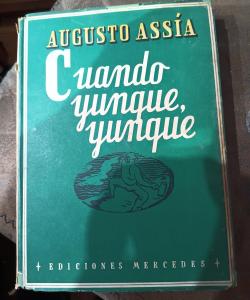 AUGUSTO ASSÍA
Cuando
yunque,
yunque
+ EDICIONES MERCEDES +